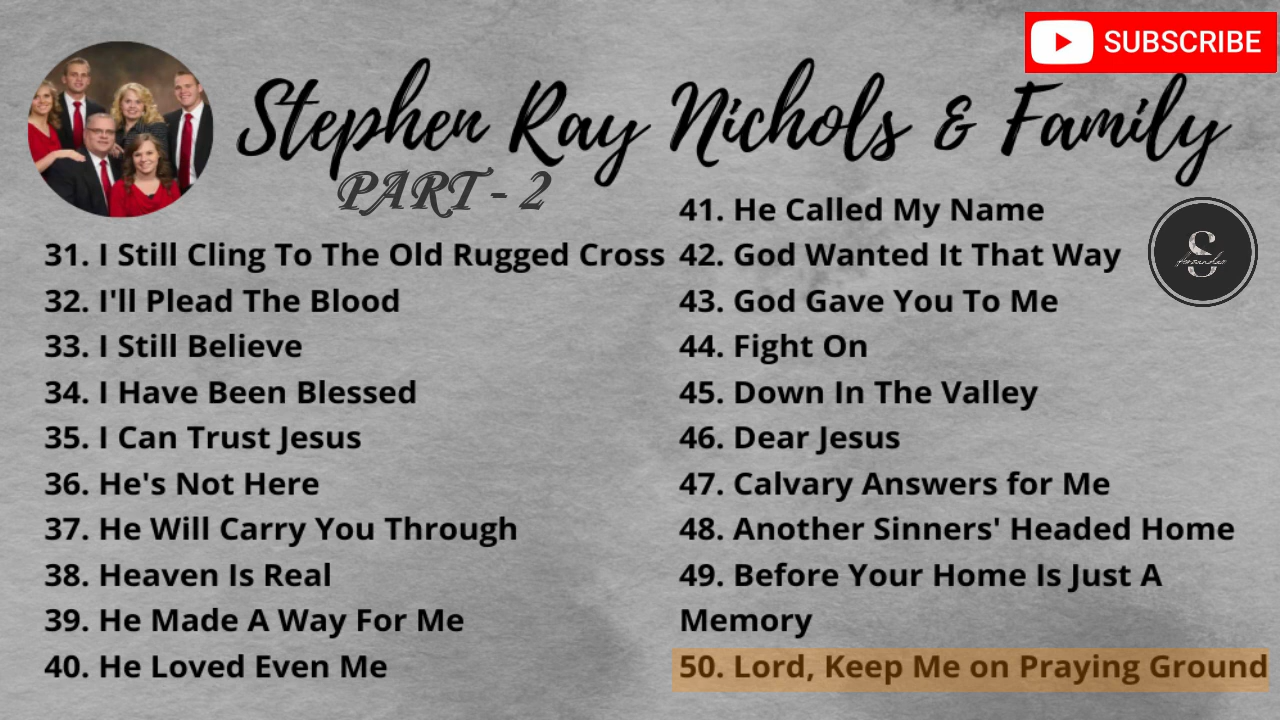 SUBSCRIBE
Stephen Ray Nichols & Family
PART - 2
31. I Still Cling To The Old Rugged Cross
32. I'll Plead The Blood
33. I Still Believe
34. I Have Been Blessed
35. I Can Trust Jesus
36. He's Not Here
37. He Will Carry You Through
38. Heaven Is Real
39. He Made A Way For Me
40. He Loved Even Me
41. He Called My Name
42. God Wanted It That Way
43. God Gave You To Me
44. Fight On
45. Down In The Valley
46. Dear Jesus
47. Calvary Answers for Me
48. Another Sinners' Headed Home
49. Before Your Home Is Just A
Memory
50. Lord, Keep Me on Praying Ground
S